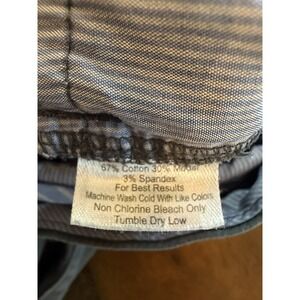 67% Cotton 30% Modal
3% Spandex
For Best Results
Machine Wash Cold With Like Colors
Non Chlorine Bleach Only
Tumble Dry Low